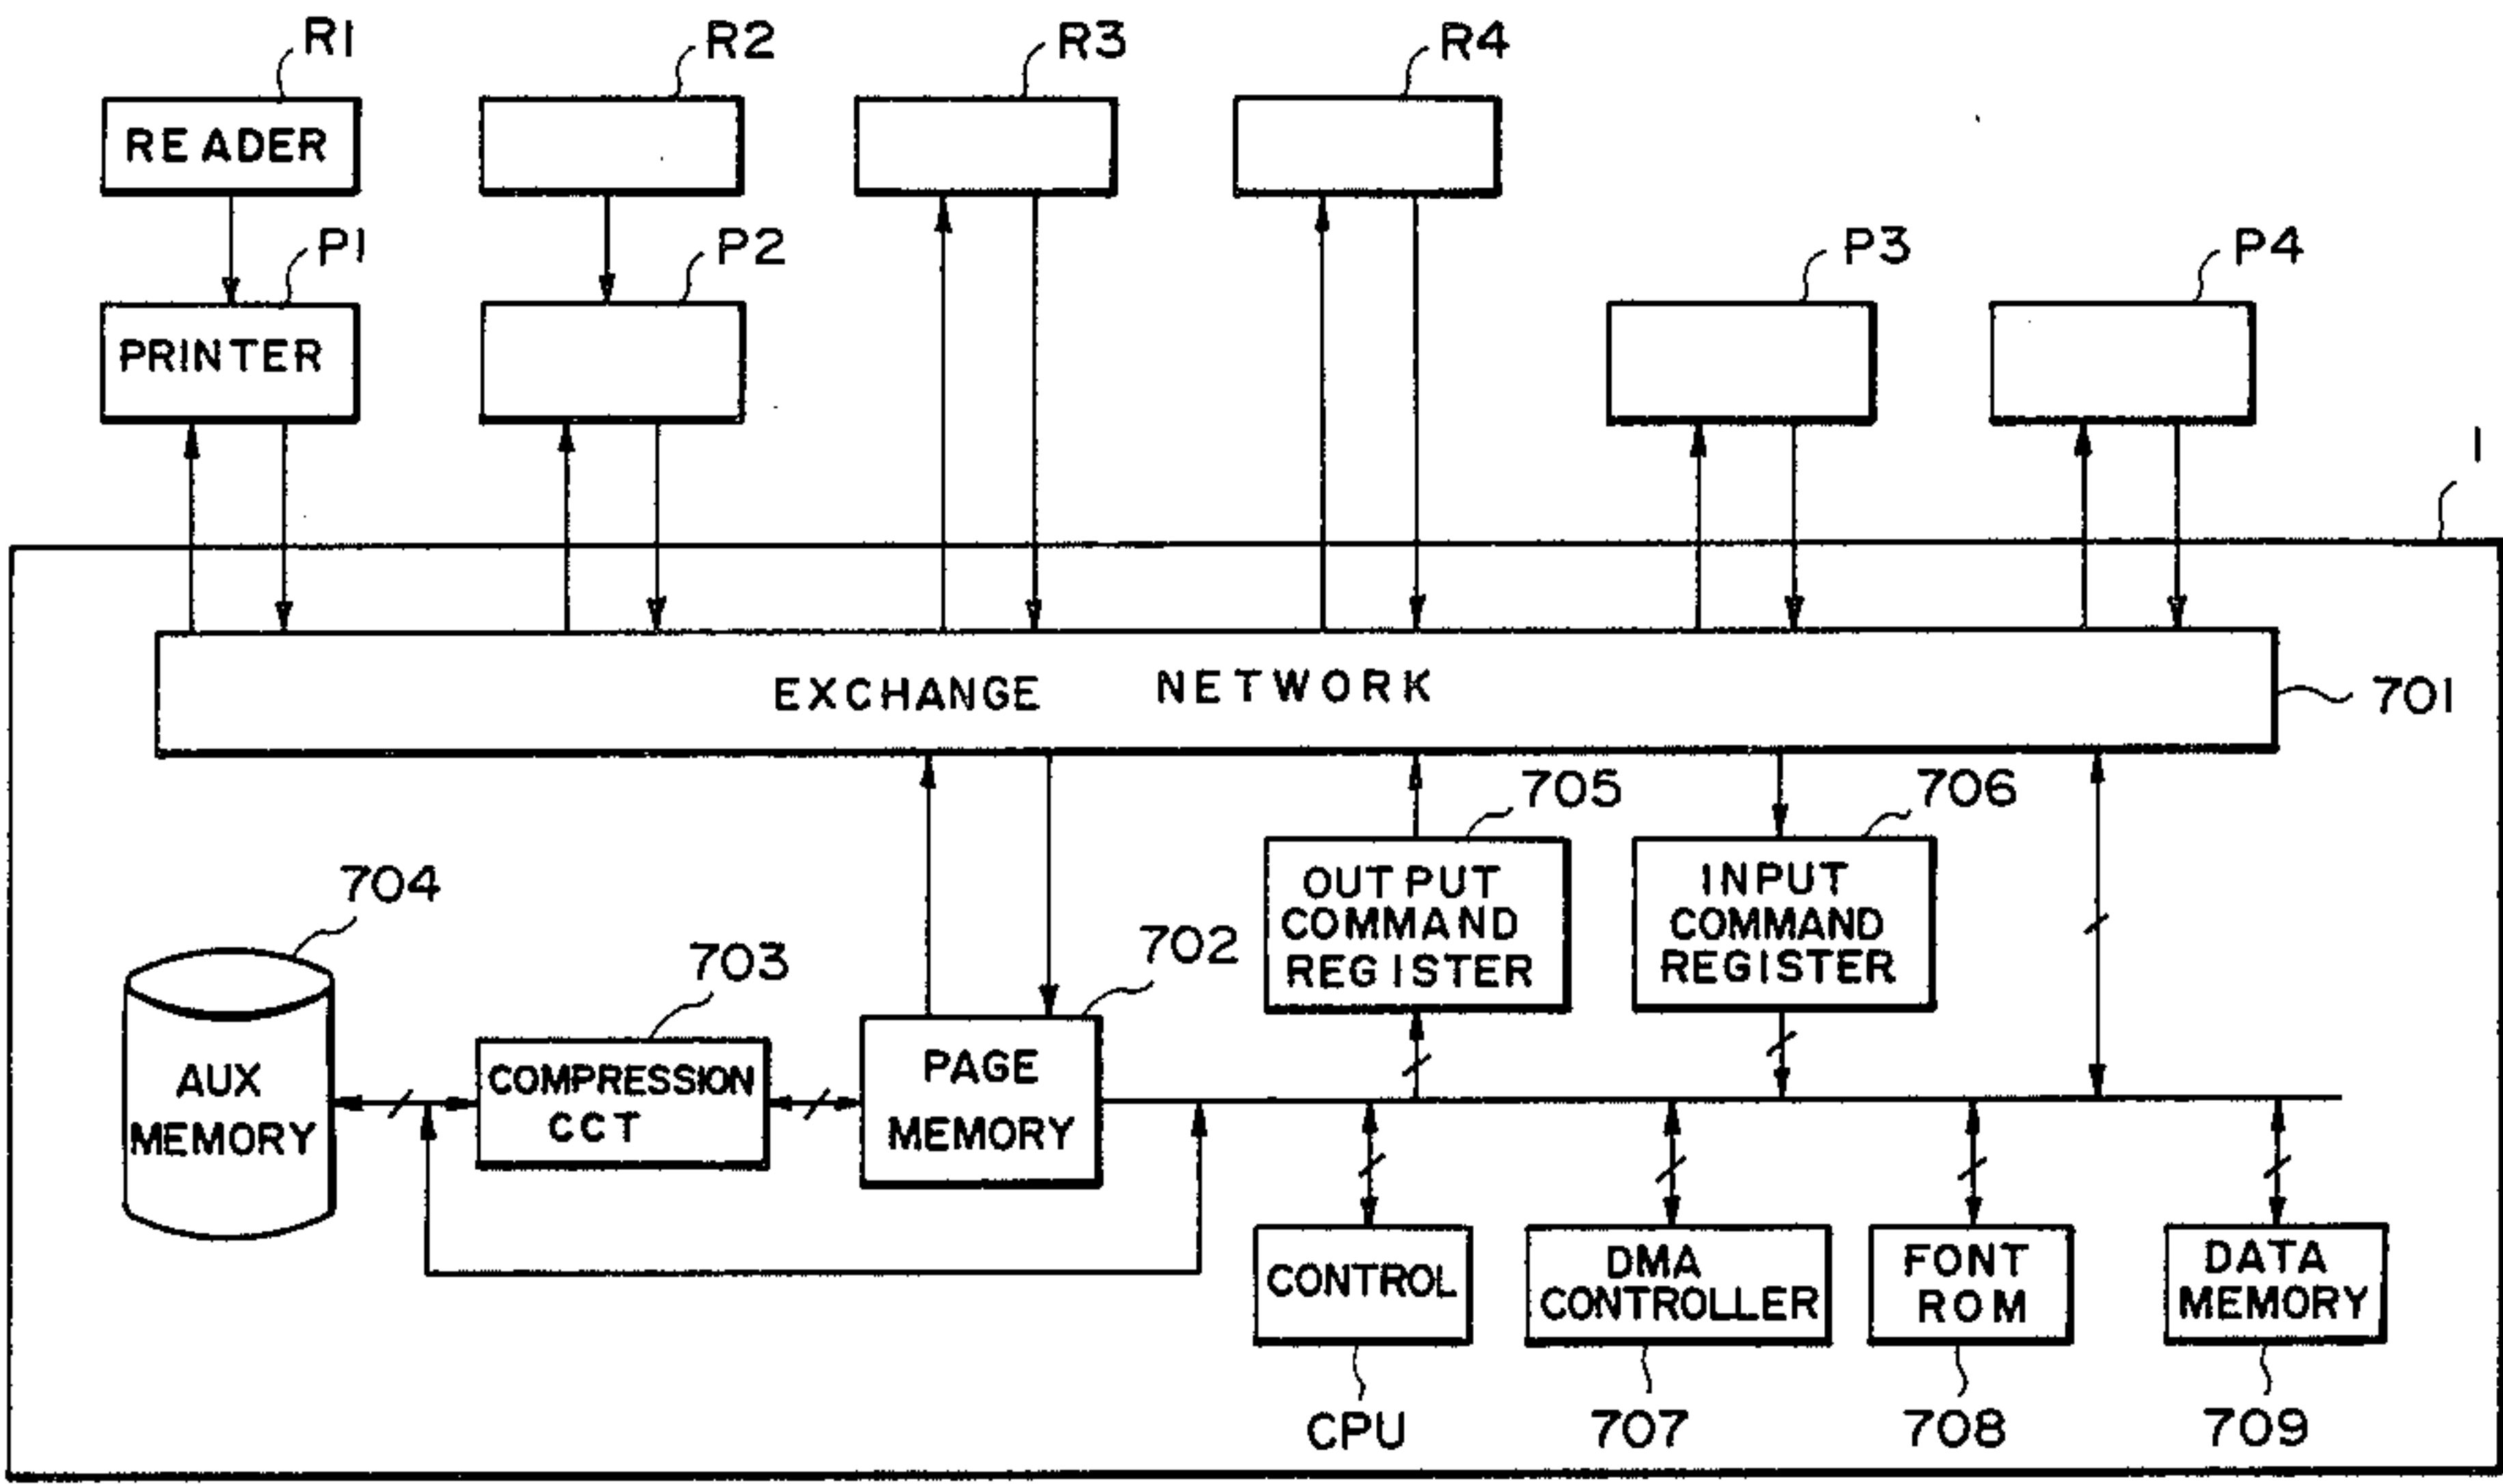 R1
R2
R3
R4
READER
P1
P2
P3
P4
PRINTER
1
EXCHANGE NETWORK
701
705
706
704
703
702
OUTPUT
COMMAND
REGISTER
INPUT
COMMAND
REGISTER
AUX
MEMORY
COMPRESSION
CCT
PAGE
MEMORY
CONTROL
DMA
CONTROLLER
FONT
ROM
DATA
MEMORY
CPU
707
708
709